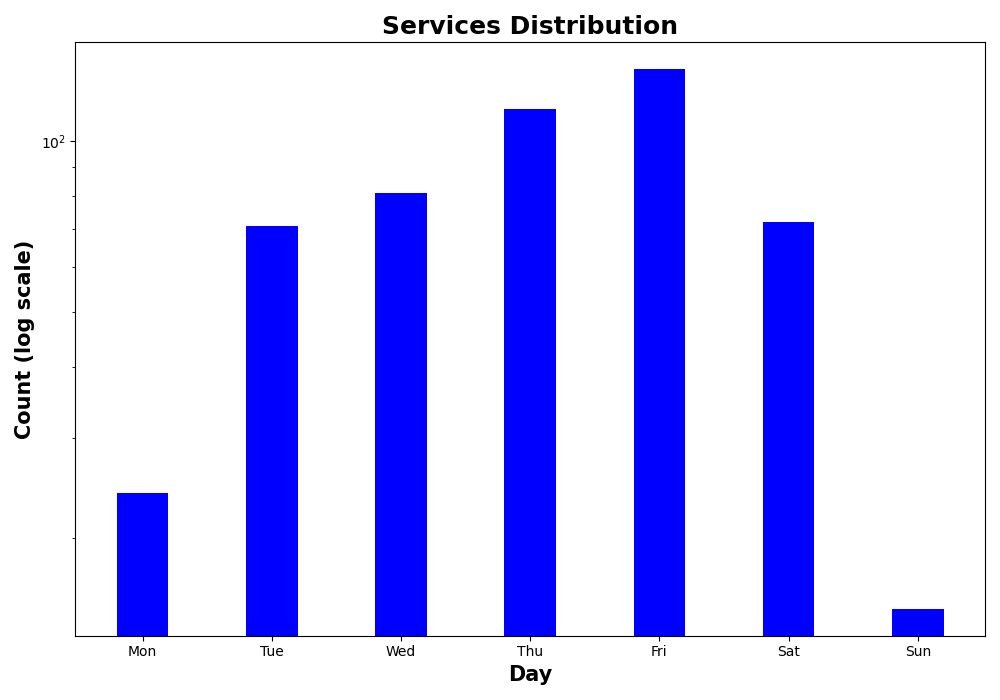 Services Distribution
10²
Count (log scale)
Mon Tue Wed Thu Fri Sat Sun
Day